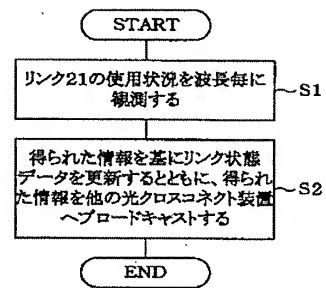 START
リンク21の使用状況を波長毎に
観測する
S1
得られた情報を基にリンク状態
データを更新するとともに、得られ
た情報を他の光クロスコネクト装置
へブロードキャストする
S2
END